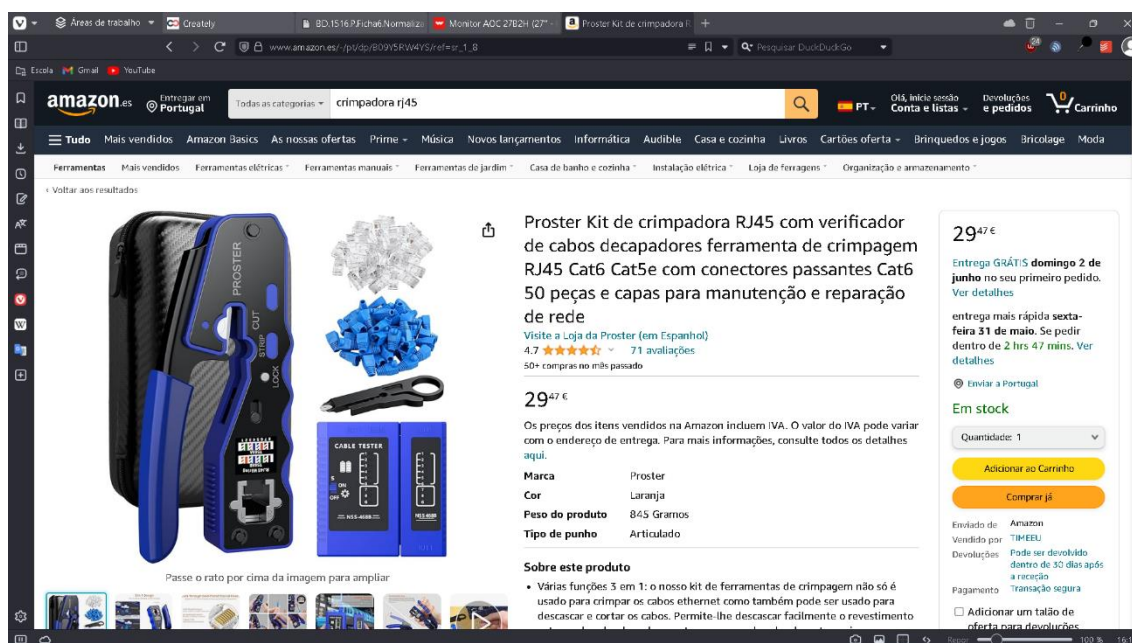 Áreas de trabalho
Creately
BD.1516.P.Ficha6.Normaliza
Monitor AOC 27B2H (27" -
Proster Kit de crimpadora R
www.amazon.es/-/pt/dp/B09Y5RW4YS/ref=sr_1_8
Pesquisar DuckDuckGo
Escola
Gmail
YouTube
amazon.es
Entregar em
Portugal
Todas as categorias
crimpadora rj45
PT
Olá, inicie sessão
Conta e listas
Devoluções
e pedidos
0
Carrinho
Tudo Mais vendidos Amazon Basics As nossas ofertas Prime Música Novos lançamentos Informática Audible Casa e cozinha Livros Cartões oferta Brinquedos e jogos Bricolage Moda
Ferramentas Mais vendidos Ferramentas elétricas Ferramentas manuais Ferramentas de jardim Casa de banho e cozinha Instalação elétrica Loja de ferragens Organização e armazenamento
‹ Voltar aos resultados
PROSTER
CUT
STRIP
LOCK
CABLE TESTER
S
ON
OFF
NSS-468B
NSS-468B
Passe o rato por cima da imagem para ampliar
Proster Kit de crimpadora RJ45 com verificador
de cabos decapadores ferramenta de crimpagem
RJ45 Cat6 Cat5e com conectores passantes Cat6
50 peças e capas para manutenção e reparação
de rede
Visite a Loja da Proster (em Espanhol)
4.7
71 avaliações
50+ compras no mês passado
29,47 €
Os preços dos itens vendidos na Amazon incluem IVA. O valor do IVA pode variar
com o endereço de entrega. Para mais informações, consulte todos os detalhes
aqui.
Marca Proster
Cor Laranja
Peso do produto 845 Gramos
Tipo de punho Articulado
Sobre este produto
• Várias funções 3 em 1: o nosso kit de ferramentas de crimpagem não só é
usado para crimpar os cabos ethernet como também pode ser usado para
descascar e cortar os cabos. Permite-lhe descascar facilmente o revestimento
29,47 €
Entrega GRÁTIS domingo 2 de
junho no seu primeiro pedido.
Ver detalhes
entrega mais rápida sexta-
feira 31 de maio. Se pedir
dentro de 2 hrs 47 mins. Ver
detalhes
Enviar a Portugal
Em stock
Quantidade: 1
Adicionar ao Carrinho
Comprar já
Enviado de Amazon
Vendido por TIMEEU
Devoluções Pode ser devolvido
dentro de 30 dias após
a receção
Pagamento Transação segura
Adicionar um talão de
oferta para devoluções
Repor
100 %